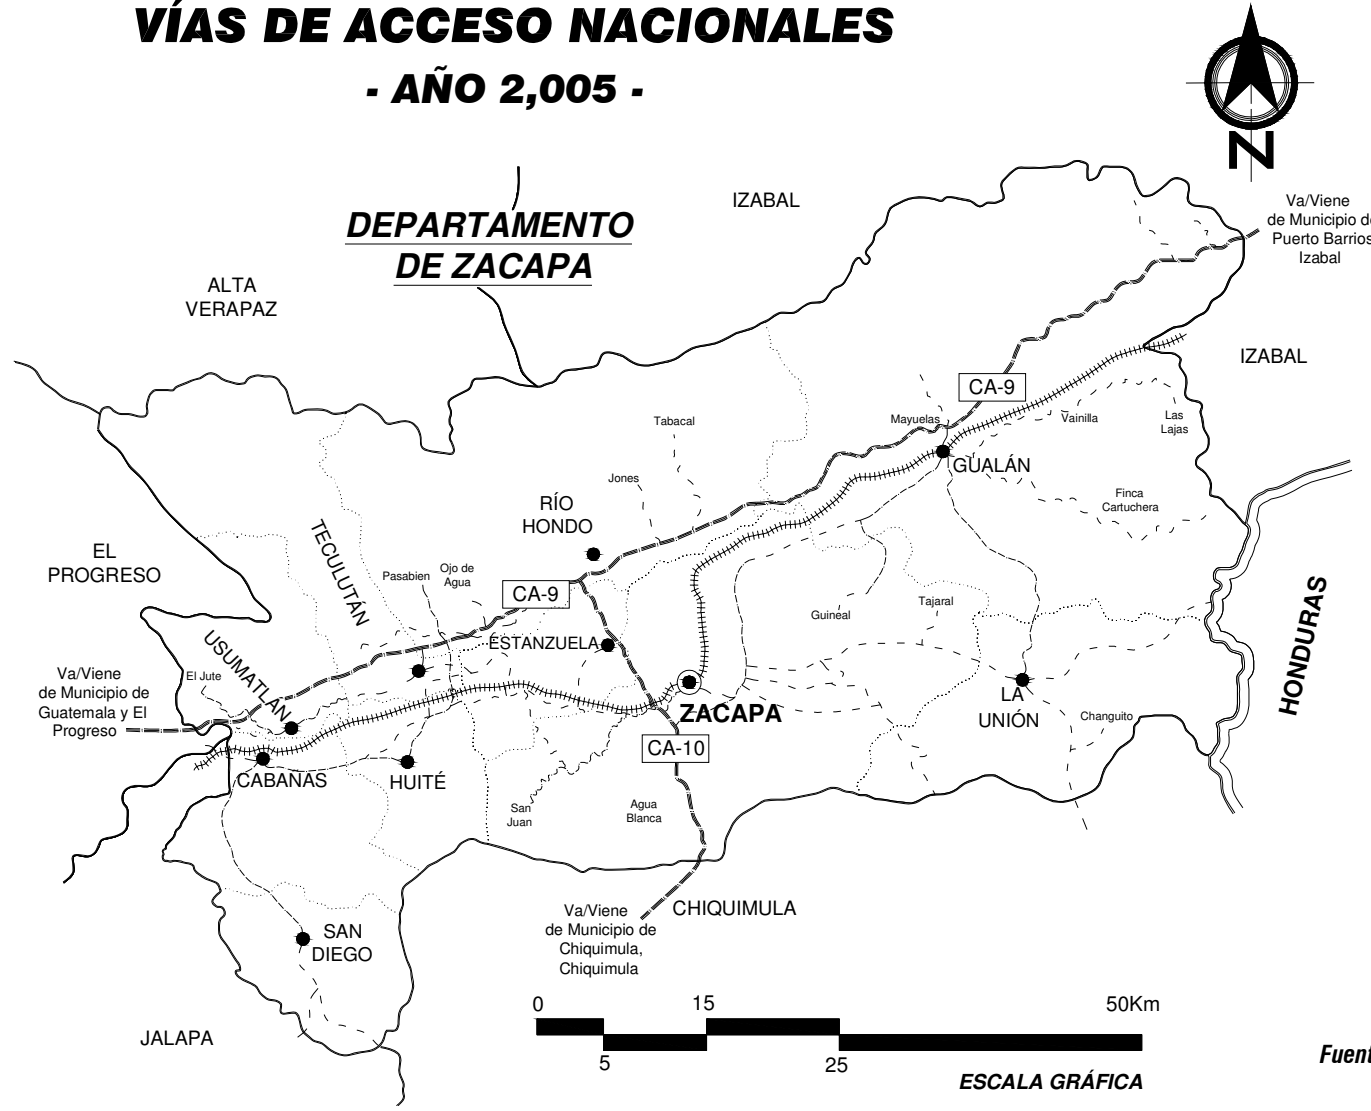 VÍAS DE ACCESO NACIONALES
- AÑO 2,005 -
N
DEPARTAMENTO
DE ZACAPA
IZABAL
Va/Viene
de Municipio de
Puerto Barrios
Izabal
ALTA
VERAPAZ
IZABAL
CA-9
Mayuelas
Vainilla
Las
Lajas
Tabacal
GUALÁN
Jones
Finca
Cartuchera
RÍO
HONDO
TECULUTÁN
EL
PROGRESO
Pasabien
Ojo de
Agua
CA-9
Guineal
Tajaral
HONDURAS
USUMATLÁN
ESTANZUELA
El Jute
Va/Viene
de Municipio de
Guatemala y El
Progreso
ZACAPA
LA
UNIÓN
Changuito
CA-10
CABAÑAS
HUITÉ
San
Juan
Agua
Blanca
Va/Viene
de Municipio de
Chiquimula,
Chiquimula
CHIQUIMULA
SAN
DIEGO
JALAPA
0 15 50Km
5 25
ESCALA GRÁFICA
Fuent